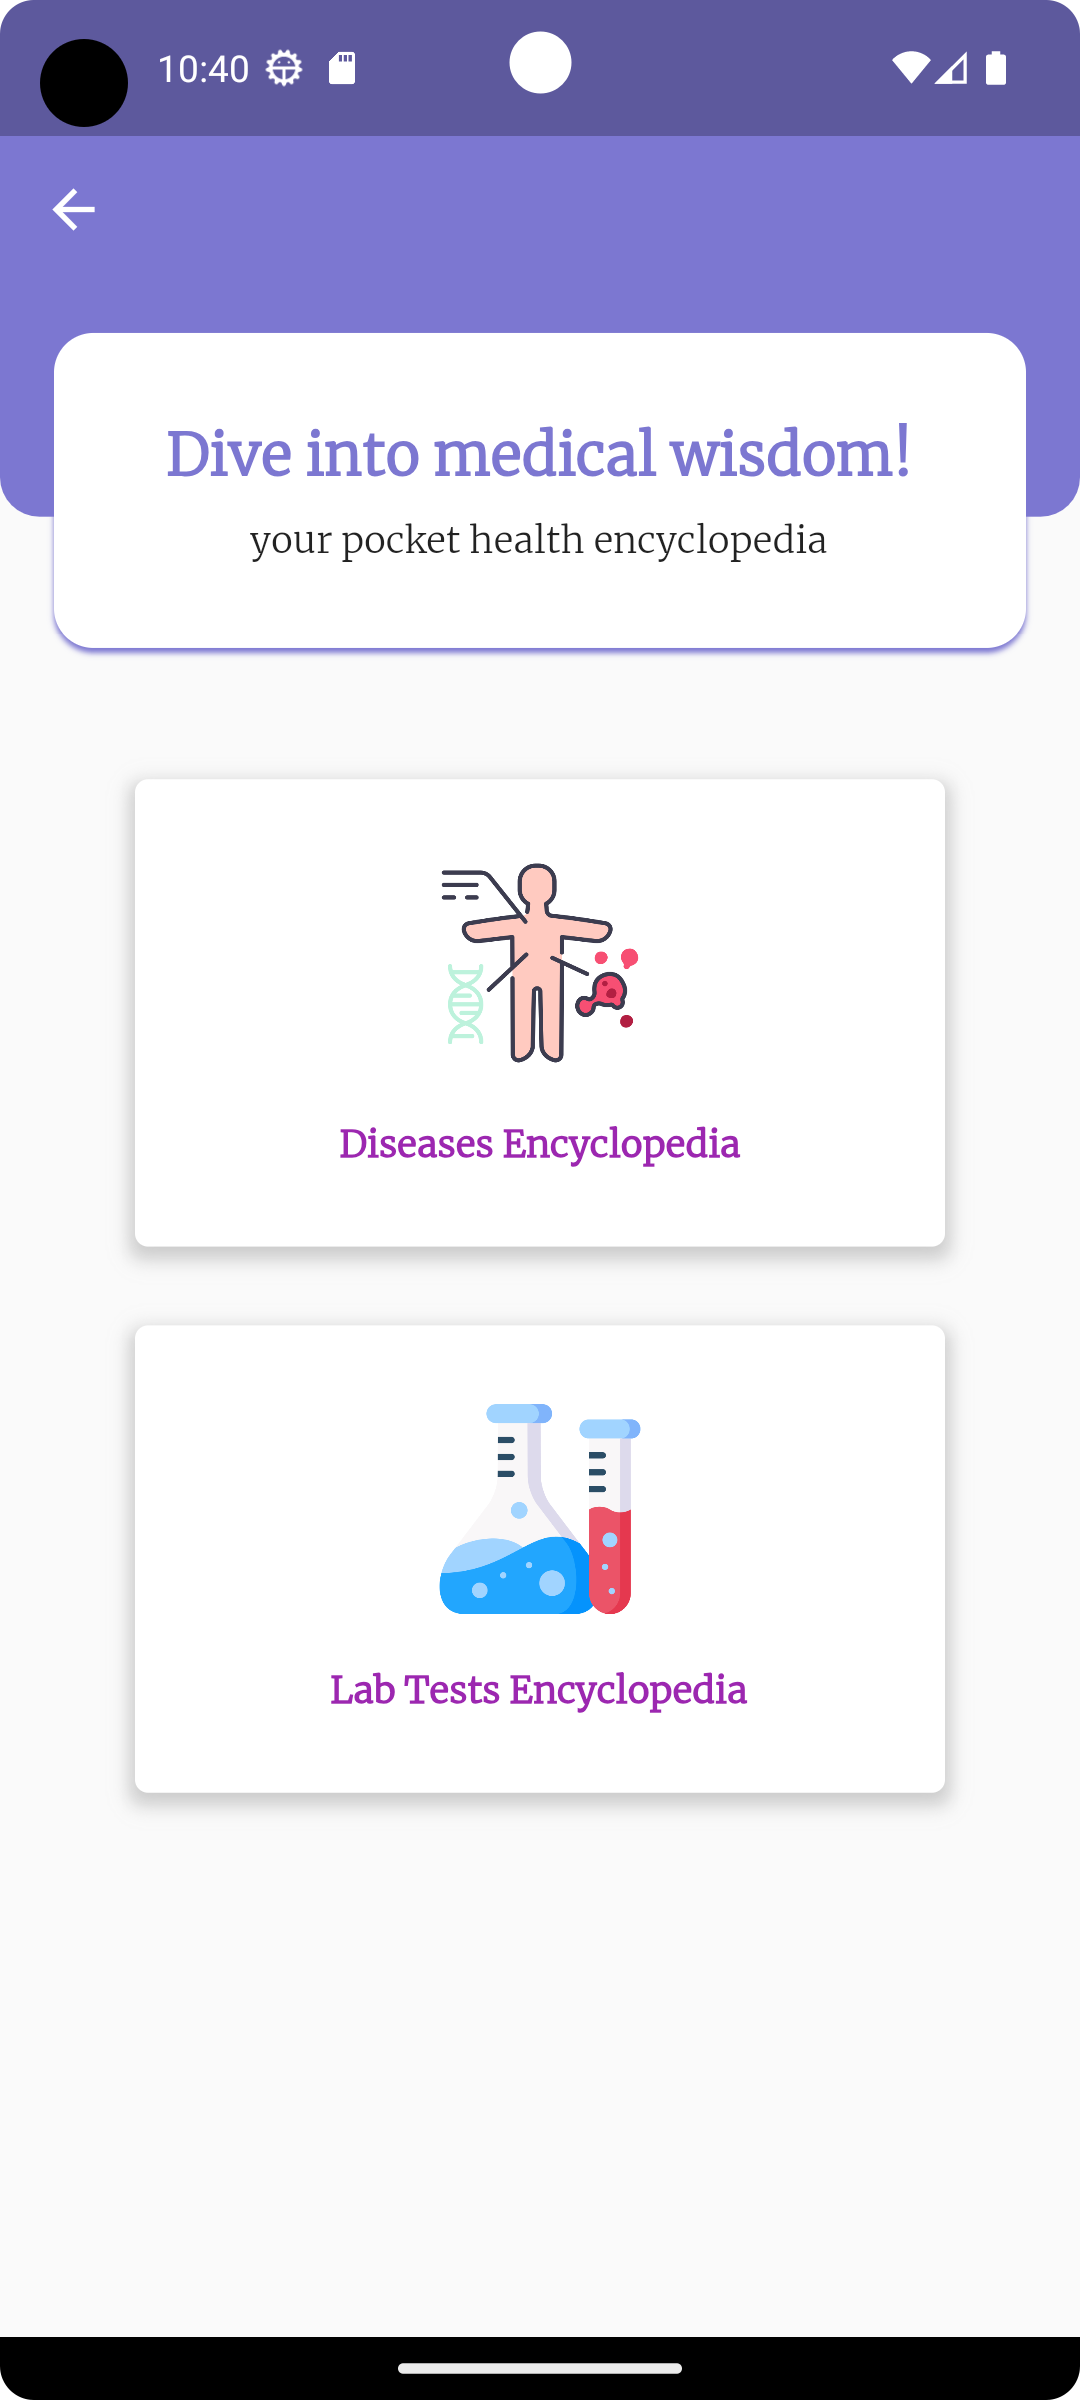 10:40
Dive into medical wisdom!
your pocket health encyclopedia
Diseases Encyclopedia
Lab Tests Encyclopedia